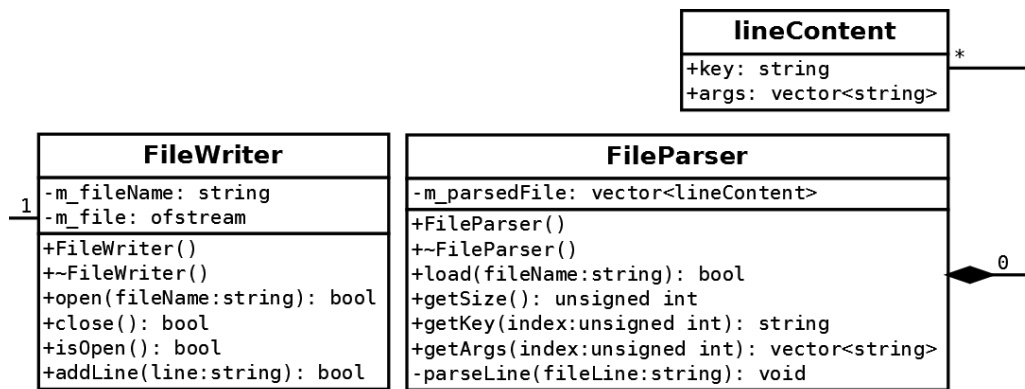 lineContent
+key: string
+args: vector<string>
*
FileWriter
-m_fileName: string
-m_file: ofstream
1
+FileWriter()
+~FileWriter()
+open(fileName:string): bool
+close(): bool
+isOpen(): bool
+addLine(line:string): bool
FileParser
-m_parsedFile: vector<lineContent>
+FileParser()
+~FileParser()
+load(fileName:string): bool
+getSize(): unsigned int
+getKey(index:unsigned int): string
+getArgs(index:unsigned int): vector<string>
-parseLine(fileLine:string): void
0